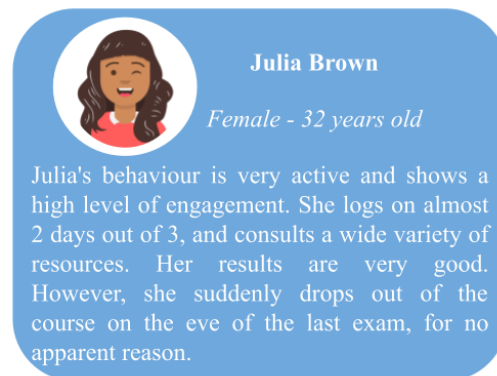 Julia Brown
Female - 32 years old
Julia's behaviour is very active and shows a
high level of engagement. She logs on almost
2 days out of 3, and consults a wide variety of
resources. Her results are very good.
However, she suddenly drops out of the
course on the eve of the last exam, for no
apparent reason.